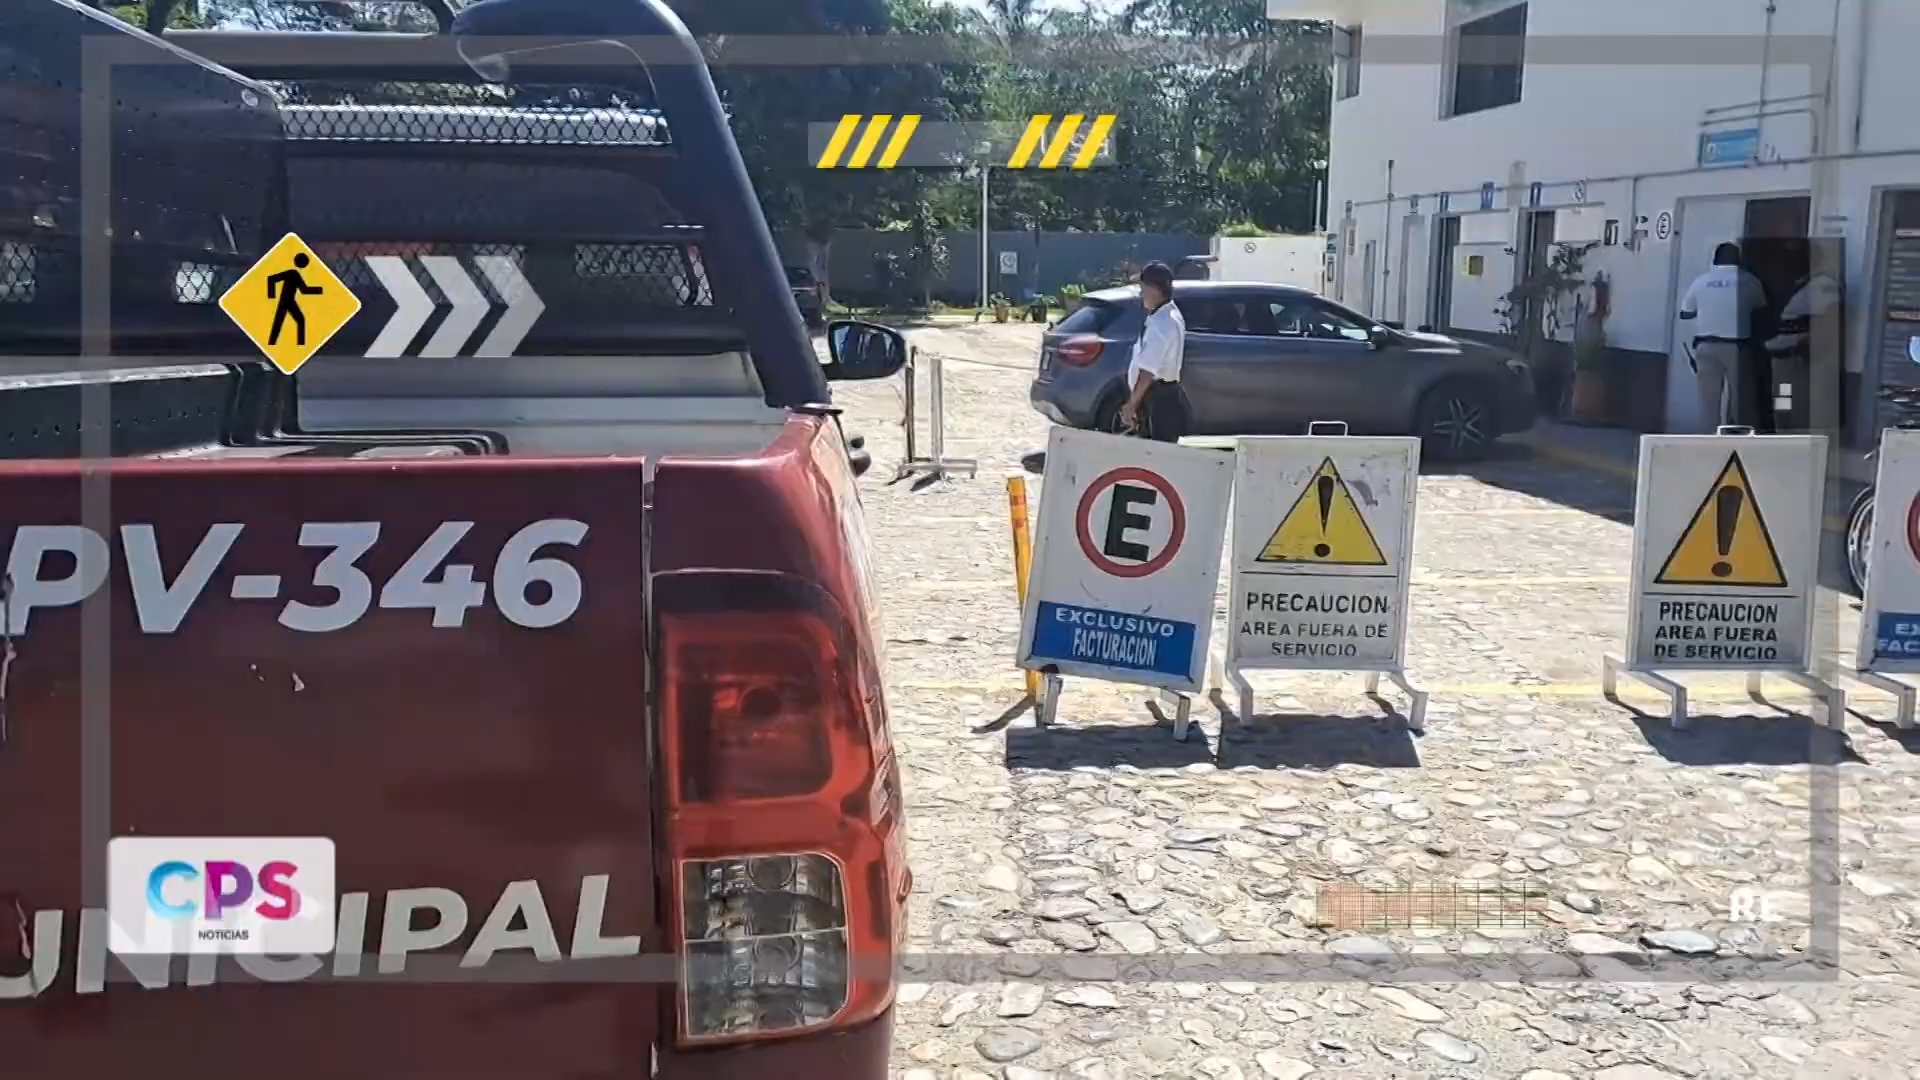 PV-346
UNICIPAL
CPS
NOTICIAS
E
EXCLUSIVO
FACTURACION
PRECAUCION
AREA FUERA DE
SERVICIO
PRECAUCION
AREA FUERA
DE SERVICIO
E
RE